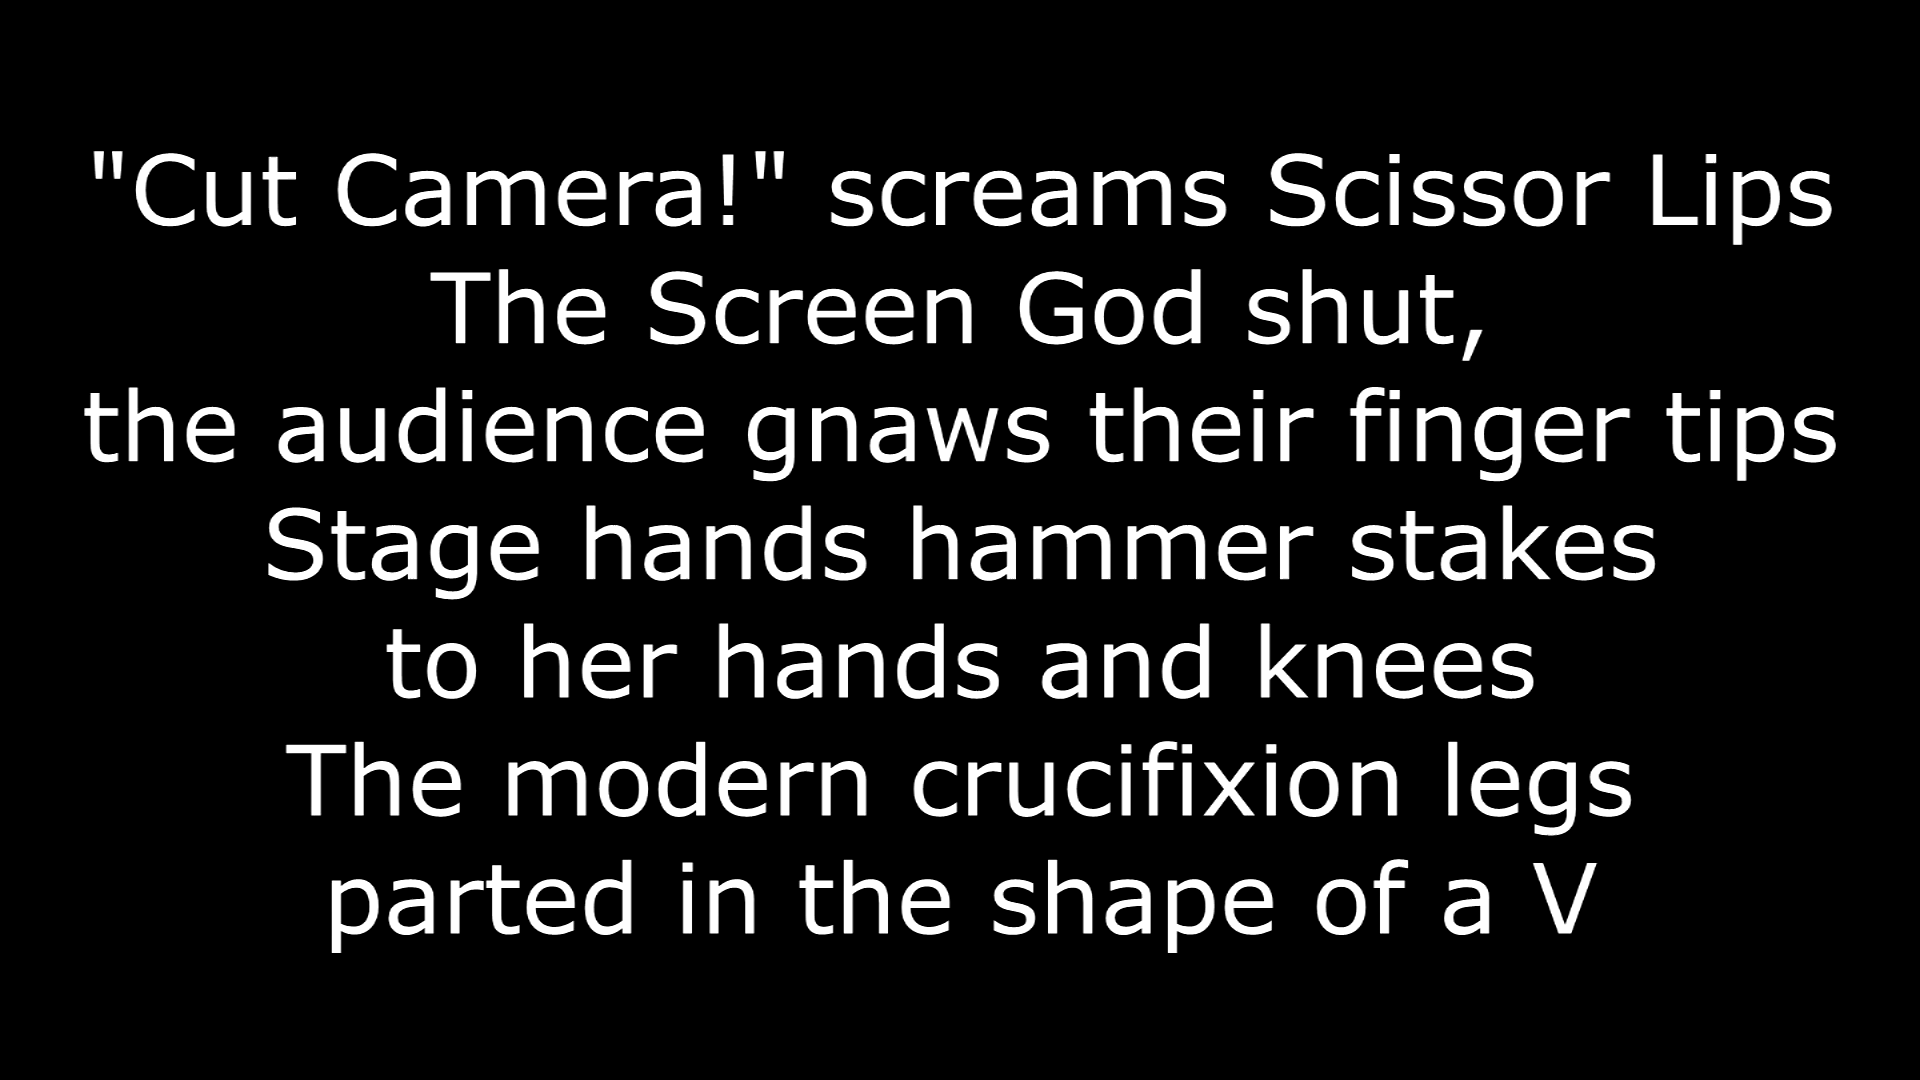 "Cut Camera!" screams Scissor Lips
The Screen God shut,
the audience gnaws their finger tips
Stage hands hammer stakes
to her hands and knees
The modern crucifixion legs
parted in the shape of a V